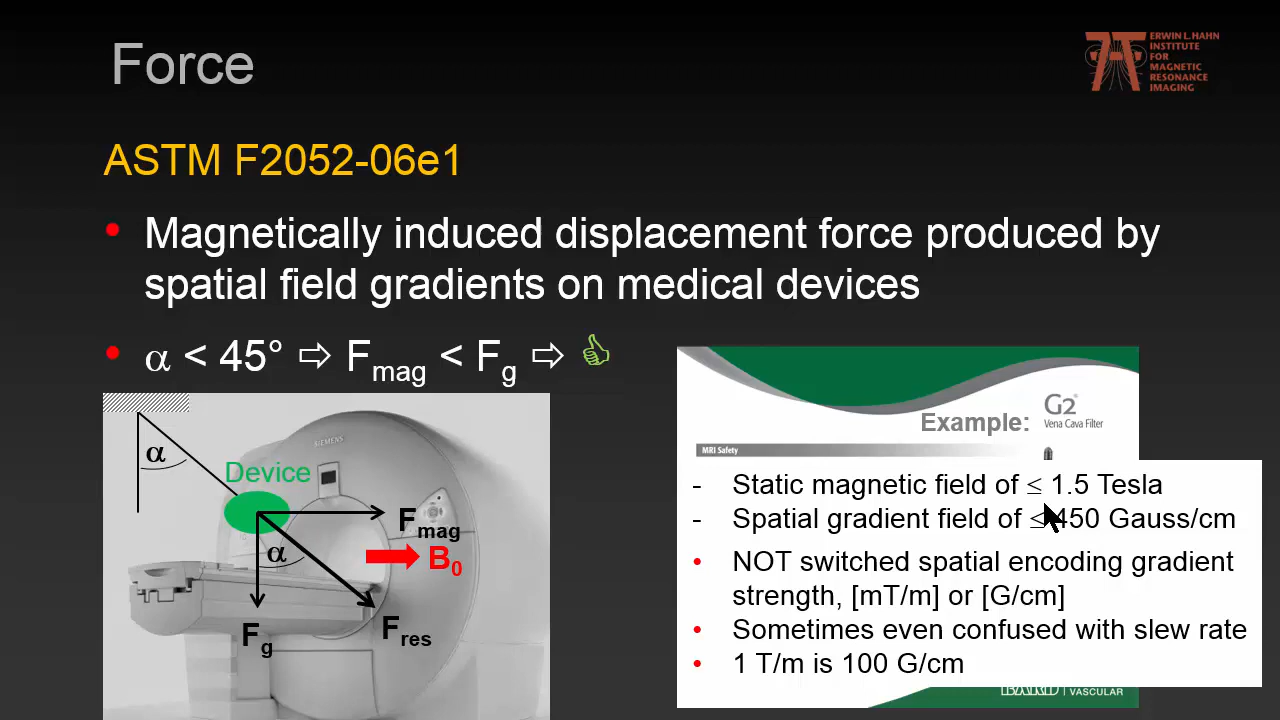 Force
ERWIN L. HAHN
INSTITUTE
FOR
MAGNETIC
RESONANCE
IMAGING
ASTM F2052-06e1
• Magnetically induced displacement force produced by
spatial field gradients on medical devices
• α < 45° ⇨ Fmag < Fg ⇨ 👍
α
Device
SIEMENS
Fmag
α
B0
Fg
Fres
Example:
G2
Vena Cava Filter
MRI Safety
- Static magnetic field of ≤ 1.5 Tesla
- Spatial gradient field of ≤ 450 Gauss/cm
• NOT switched spatial encoding gradient
strength, [mT/m] or [G/cm]
• Sometimes even confused with slew rate
• 1 T/m is 100 G/cm
BARD | VASCULAR